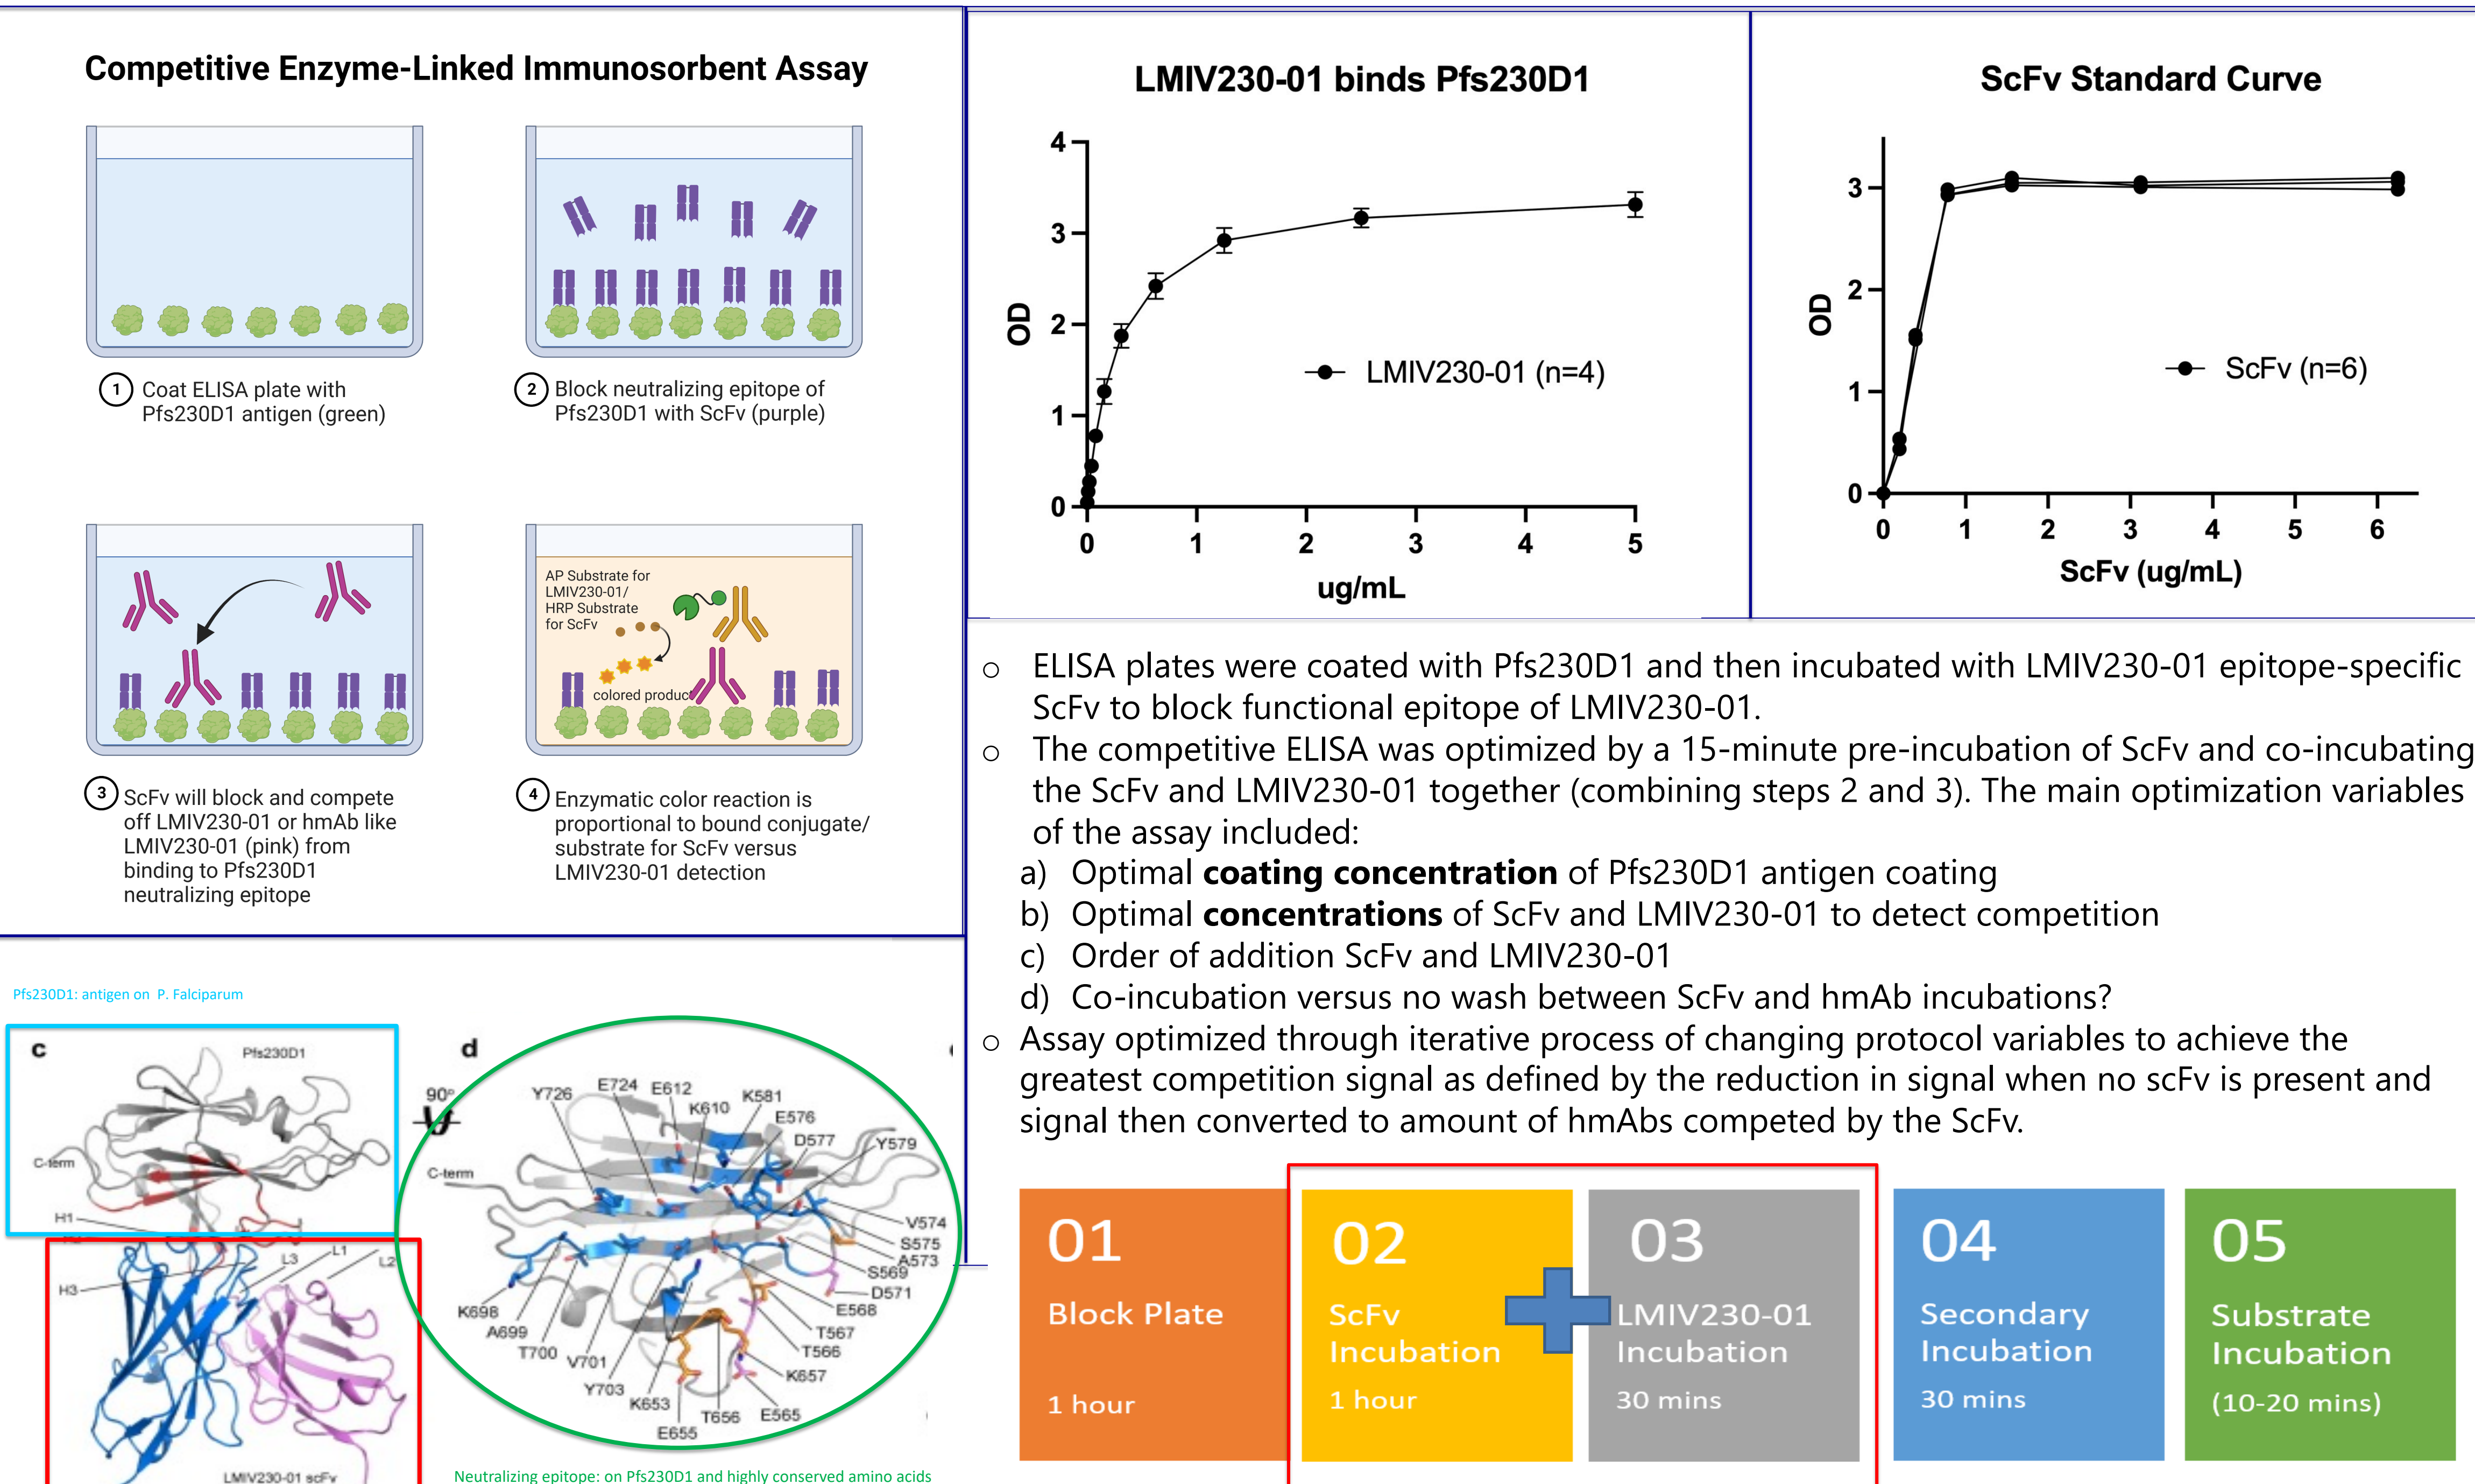 Competitive Enzyme-Linked Immunosorbent Assay
1 Coat ELISA plate with
Pfs230D1 antigen (green)
2 Block neutralizing epitope of
Pfs230D1 with ScFv (purple)
3 ScFv will block and compete
off LMIV230-01 or hmAb like
LMIV230-01 (pink) from
binding to Pfs230D1
neutralizing epitope
AP Substrate for
LMIV230-01/
HRP Substrate
for ScFv
colored product
4 Enzymatic color reaction is
proportional to bound conjugate/
substrate for ScFv versus
LMIV230-01 detection
LMIV230-01 binds Pfs230D1
4
3
2
1
0
OD
LMIV230-01 (n=4)
0 1 2 3 4 5
ug/mL
ScFv Standard Curve
3
2
1
0
OD
ScFv (n=6)
0 1 2 3 4 5 6
ScFv (ug/mL)
○ ELISA plates were coated with Pfs230D1 and then incubated with LMIV230-01 epitope-specific
ScFv to block functional epitope of LMIV230-01.
○ The competitive ELISA was optimized by a 15-minute pre-incubation of ScFv and co-incubating
the ScFv and LMIV230-01 together (combining steps 2 and 3). The main optimization variables
of the assay included:
a) Optimal coating concentration of Pfs230D1 antigen coating
b) Optimal concentrations of ScFv and LMIV230-01 to detect competition
c) Order of addition ScFv and LMIV230-01
d) Co-incubation versus no wash between ScFv and hmAb incubations?
○ Assay optimized through iterative process of changing protocol variables to achieve the
greatest competition signal as defined by the reduction in signal when no scFv is present and
signal then converted to amount of hmAbs competed by the ScFv.
Pfs230D1: antigen on P. Falciparum
c
Pfs230D1
C-term
H1
H3
L3
L1
L2
LMIV230-01 scFv
90°
d
Y726
E724
E612
K610
K581
E576
D577
Y579
C-term
V574
S575
A573
S569
D571
E568
T567
T566
K657
E565
T656
E655
K653
Y703
V701
T700
A699
K698
Neutralizing epitope: on Pfs230D1 and highly conserved amino acids
01
Block Plate
1 hour
02
ScFv
Incubation
1 hour
03
LMIV230-01
Incubation
30 mins
04
Secondary
Incubation
30 mins
05
Substrate
Incubation
(10-20 mins)